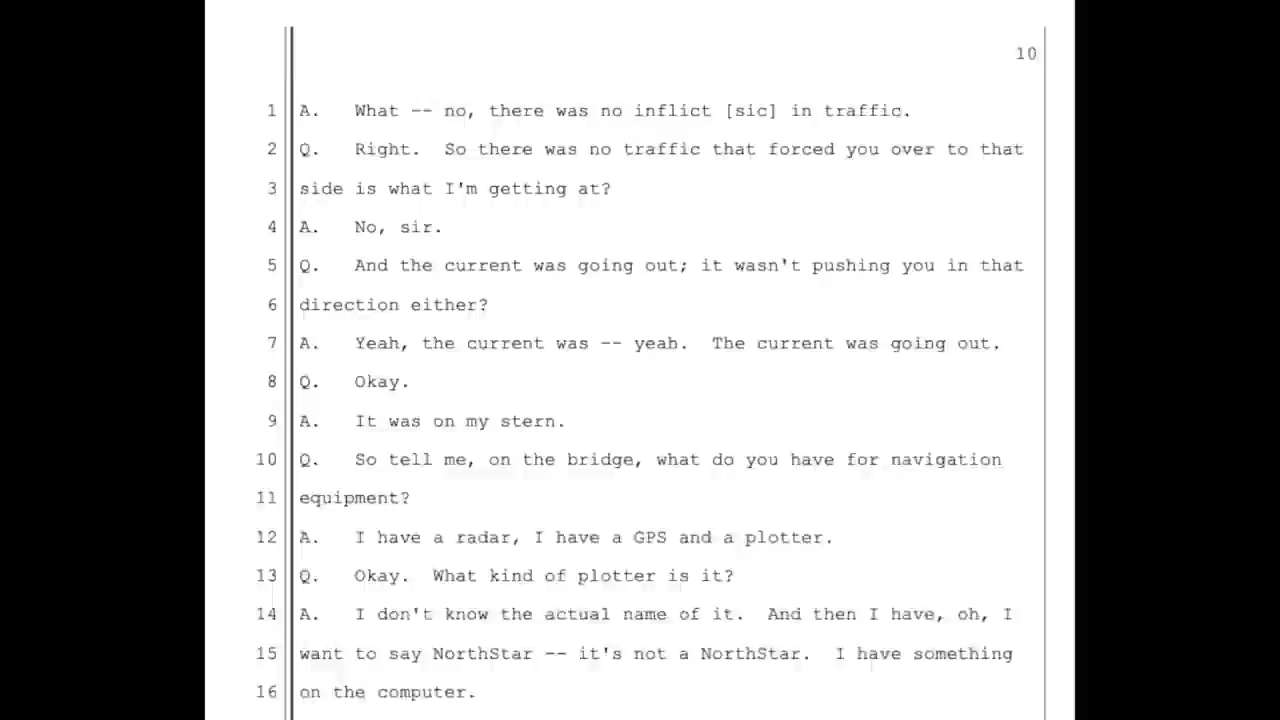 10
1 A. What -- no, there was no inflict [sic] in traffic.
2 Q. Right. So there was no traffic that forced you over to that
3 side is what I'm getting at?
4 A. No, sir.
5 Q. And the current was going out; it wasn't pushing you in that
6 direction either?
7 A. Yeah, the current was -- yeah. The current was going out.
8 Q. Okay.
9 A. It was on my stern.
10 Q. So tell me, on the bridge, what do you have for navigation
11 equipment?
12 A. I have a radar, I have a GPS and a plotter.
13 Q. Okay. What kind of plotter is it?
14 A. I don't know the actual name of it. And then I have, oh, I
15 want to say NorthStar -- it's not a NorthStar. I have something
16 on the computer.